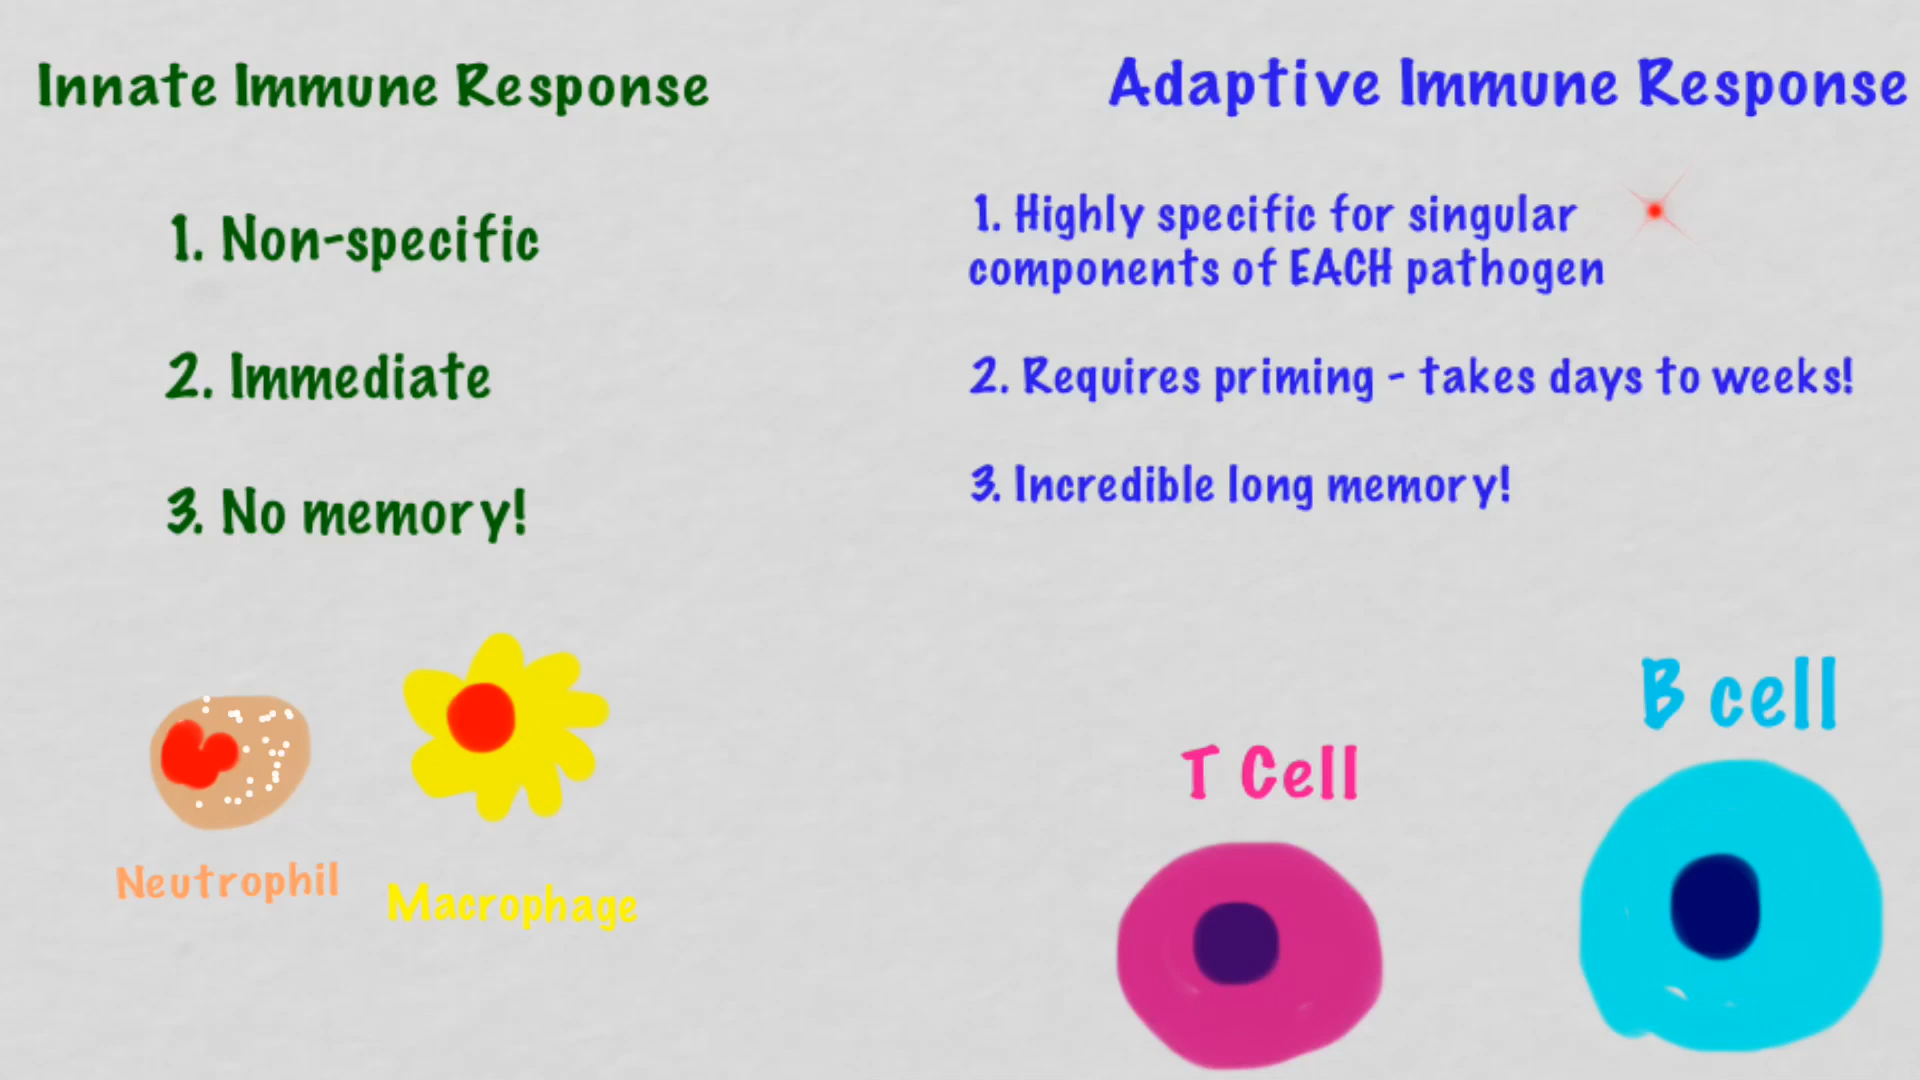 Innate Immune Response
1. Non-specific
2. Immediate
3. No memory!
Neutrophil
Macrophage
Adaptive Immune Response
1. Highly specific for singular
components of EACH pathogen
2. Requires priming - takes days to weeks!
3. Incredible long memory!
T Cell
B cell